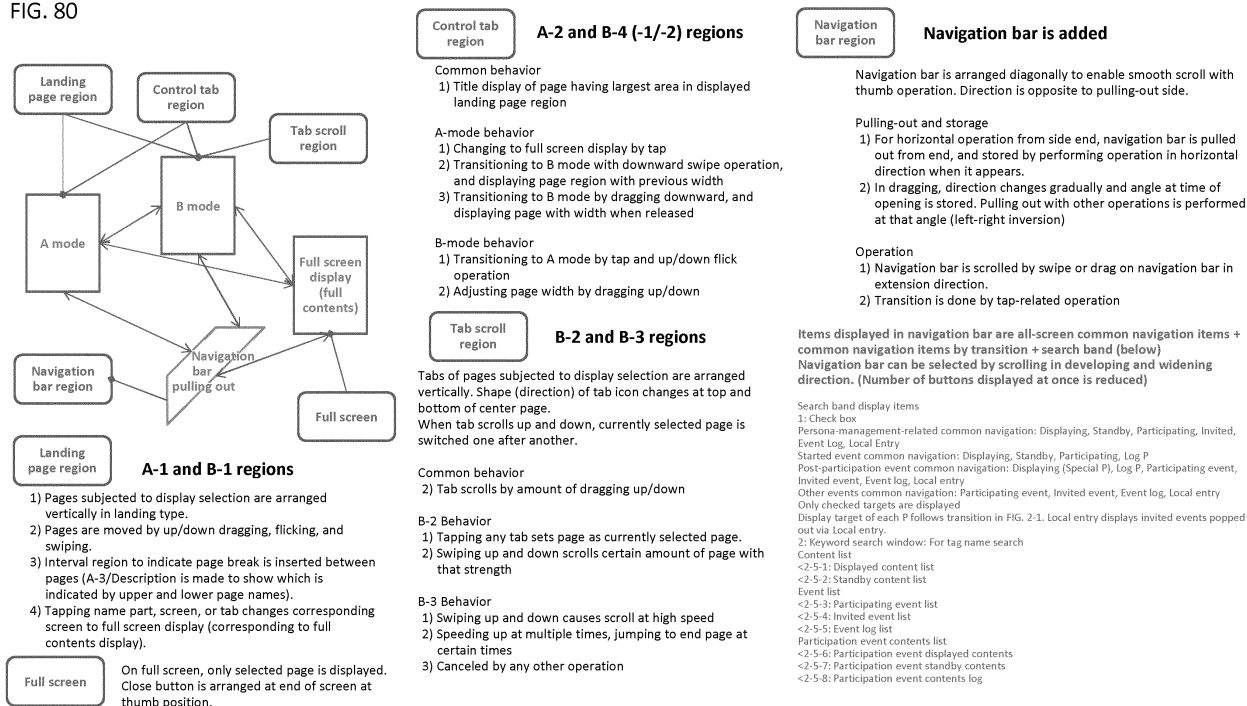 FIG. 80
Landing
page region
Control tab
region
Tab scroll
region
B mode
A mode
Full screen
display
(full
contents)
Navigation
bar
pulling out
Navigation
bar region
Full screen
Landing
page region
A-1 and B-1 regions
1) Pages subjected to display selection are arranged
vertically in landing type.
2) Pages are moved by up/down dragging, flicking, and
swiping.
3) Interval region to indicate page break is inserted between
pages (A-3/Description is made to show which is
indicated by upper and lower page names).
4) Tapping name part, screen, or tab changes corresponding
screen to full screen display (corresponding to full
contents display).
Full screen
On full screen, only selected page is displayed.
Close button is arranged at end of screen at
thumb position.
Control tab
region
A-2 and B-4 (-1/-2) regions
Common behavior
1) Title display of page having largest area in displayed
landing page region
A-mode behavior
1) Changing to full screen display by tap
2) Transitioning to B mode with downward swipe operation,
and displaying page region with previous width
3) Transitioning to B mode by dragging downward, and
displaying page with width when released
B-mode behavior
1) Transitioning to A mode by tap and up/down flick
operation
2) Adjusting page width by dragging up/down
Tab scroll
region
B-2 and B-3 regions
Tabs of pages subjected to display selection are arranged
vertically. Shape (direction) of tab icon changes at top and
bottom of center page.
When tab scrolls up and down, currently selected page is
switched one after another.
Common behavior
2) Tab scrolls by amount of dragging up/down
B-2 Behavior
1) Tapping any tab sets page as currently selected page.
2) Swiping up and down scrolls certain amount of page with
that strength
B-3 Behavior
1) Swiping up and down causes scroll at high speed
2) Speeding up at multiple times, jumping to end page at
certain times
3) Canceled by any other operation
Navigation
bar region
Navigation bar is added
Navigation bar is arranged diagonally to enable smooth scroll with
thumb operation. Direction is opposite to pulling-out side.
Pulling-out and storage
1) For horizontal operation from side end, navigation bar is pulled
out from end, and stored by performing operation in horizontal
direction when it appears.
2) In dragging, direction changes gradually and angle at time of
opening is stored. Pulling out with other operations is performed
at that angle (left-right inversion)
Operation
1) Navigation bar is scrolled by swipe or drag on navigation bar in
extension direction.
2) Transition is done by tap-related operation
Items displayed in navigation bar are all-screen common navigation items +
common navigation items by transition + search band (below)
Navigation bar can be selected by scrolling in developing and widening
direction. (Number of buttons displayed at once is reduced)
Search band display items
1: Check box
Persona-management-related common navigation: Displaying, Standby, Participating, Invited,
Event Log, Local Entry
Started event common navigation: Displaying, Standby, Participating, Log P
Post-participation event common navigation: Displaying (Special P), Log P, Participating event,
Invited event, Event log, Local entry
Other events common navigation: Participating event, Invited event, Event log, Local entry
Only checked targets are displayed
Display target of each P follows transition in FIG. 2-1. Local entry displays invited events popped
out via Local entry.
2: Keyword search window: For tag name search
Content list
<2-5-1: Displayed content list
<2-5-2: Standby content list
Event list
<2-5-3: Participating event list
<2-5-4: Invited event list
<2-5-5: Event log list
Participation event contents list
<2-5-6: Participation event displayed contents
<2-5-7: Participation event standby contents
<2-5-8: Participation event contents log